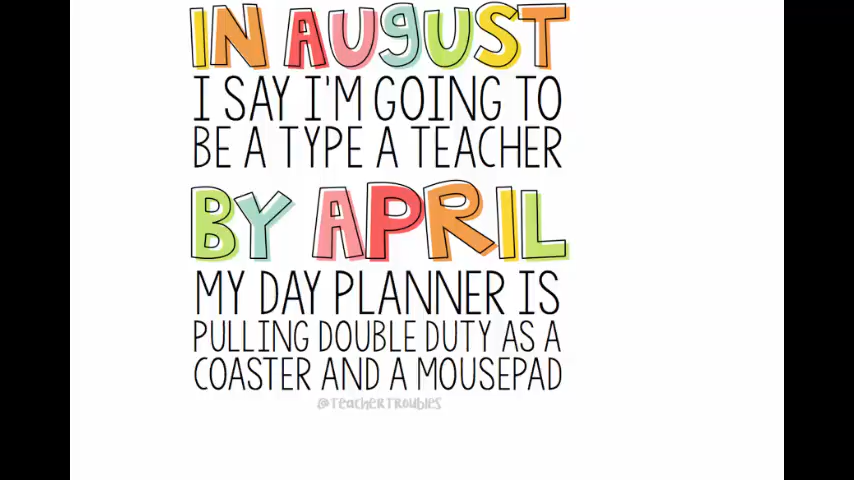 IN AUGUST
I SAY I'M GOING TO
BE A TYPE A TEACHER
BY APRIL
MY DAY PLANNER IS
PULLING DOUBLE DUTY AS A
COASTER AND A MOUSEPAD
@TEACHERTROUBLES